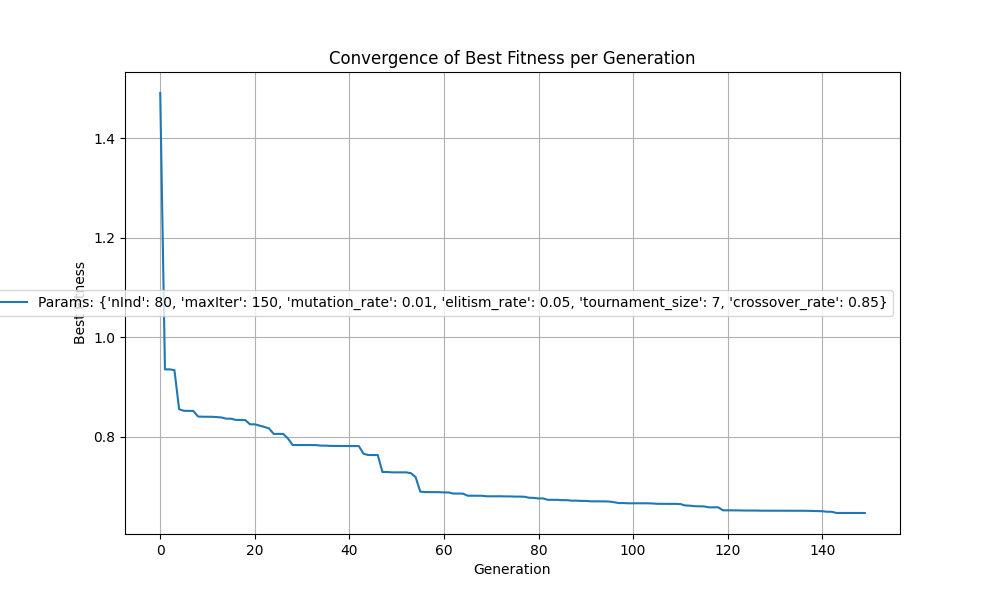 Convergence of Best Fitness per Generation
1.4
1.2
Params: {'nInd': 80, 'maxIter': 150, 'mutation_rate': 0.01, 'elitism_rate': 0.05, 'tournament_size': 7, 'crossover_rate': 0.85}
Best Fitness
1.0
0.8
0 20 40 60 80 100 120 140
Generation